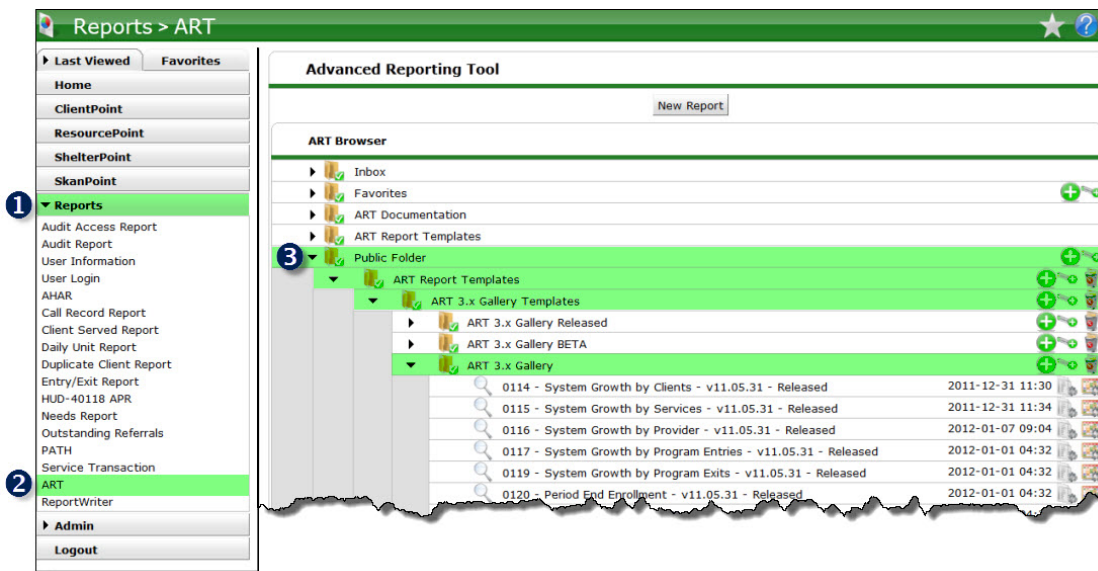 Reports > ART
?
Last Viewed Favorites
Home
ClientPoint
ResourcePoint
ShelterPoint
SkanPoint
1 Reports
Audit Access Report
Audit Report
User Information
User Login
AHAR
Call Record Report
Client Served Report
Daily Unit Report
Duplicate Client Report
Entry/Exit Report
HUD-40118 APR
Needs Report
Outstanding Referrals
PATH
Service Transaction
2 ART
ReportWriter
Admin
Logout
Advanced Reporting Tool
New Report
ART Browser
Inbox
Favorites
ART Documentation
ART Report Templates
3 Public Folder
ART Report Templates
ART 3.x Gallery Templates
ART 3.x Gallery Released
ART 3.x Gallery BETA
ART 3.x Gallery
0114 - System Growth by Clients - v11.05.31 - Released 2011-12-31 11:30
0115 - System Growth by Services - v11.05.31 - Released 2011-12-31 11:34
0116 - System Growth by Provider - v11.05.31 - Released 2012-01-07 09:04
0117 - System Growth by Program Entries - v11.05.31 - Released 2012-01-01 04:32
0119 - System Growth by Program Exits - v11.05.31 - Released 2012-01-01 04:32
0120 - Period End Enrollment - v11.05.31 - Released 2012-01-01 04:32